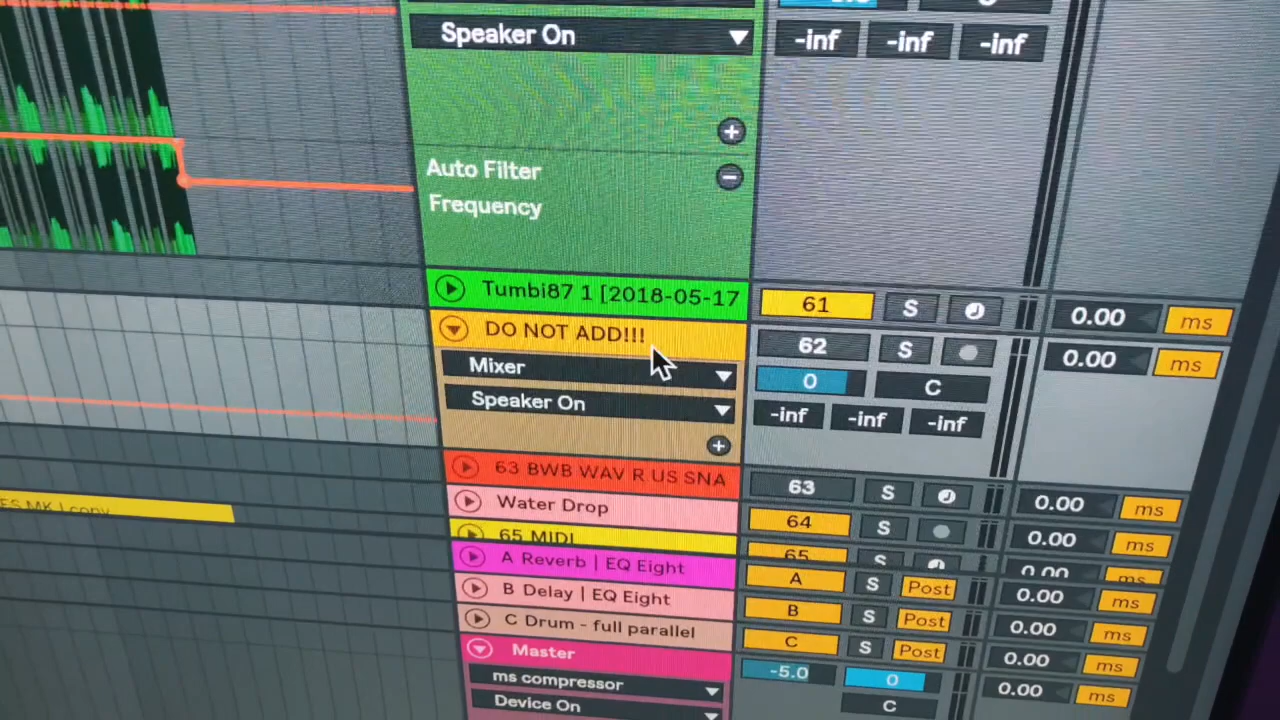 Speaker On
-inf -inf -inf
Auto Filter
Frequency
Tumbi87 1 [2018-05-17 61 S 0.00 ms
DO NOT ADD!!! 62 S 0.00 ms
Mixer 0 C
Speaker On -inf -inf -inf
63 BWB WAV R US SNA 63 S 0.00 ms
Water Drop 64 S 0.00 ms
65 MIDI 65 S 0.00 ms
A Reverb | EQ Eight A S Post 0.00 ms
B Delay | EQ Eight B S Post 0.00 ms
C Drum - full parallel C S Post 0.00 ms
Master -5.0 0 0.00 ms
ms compressor C
Device On